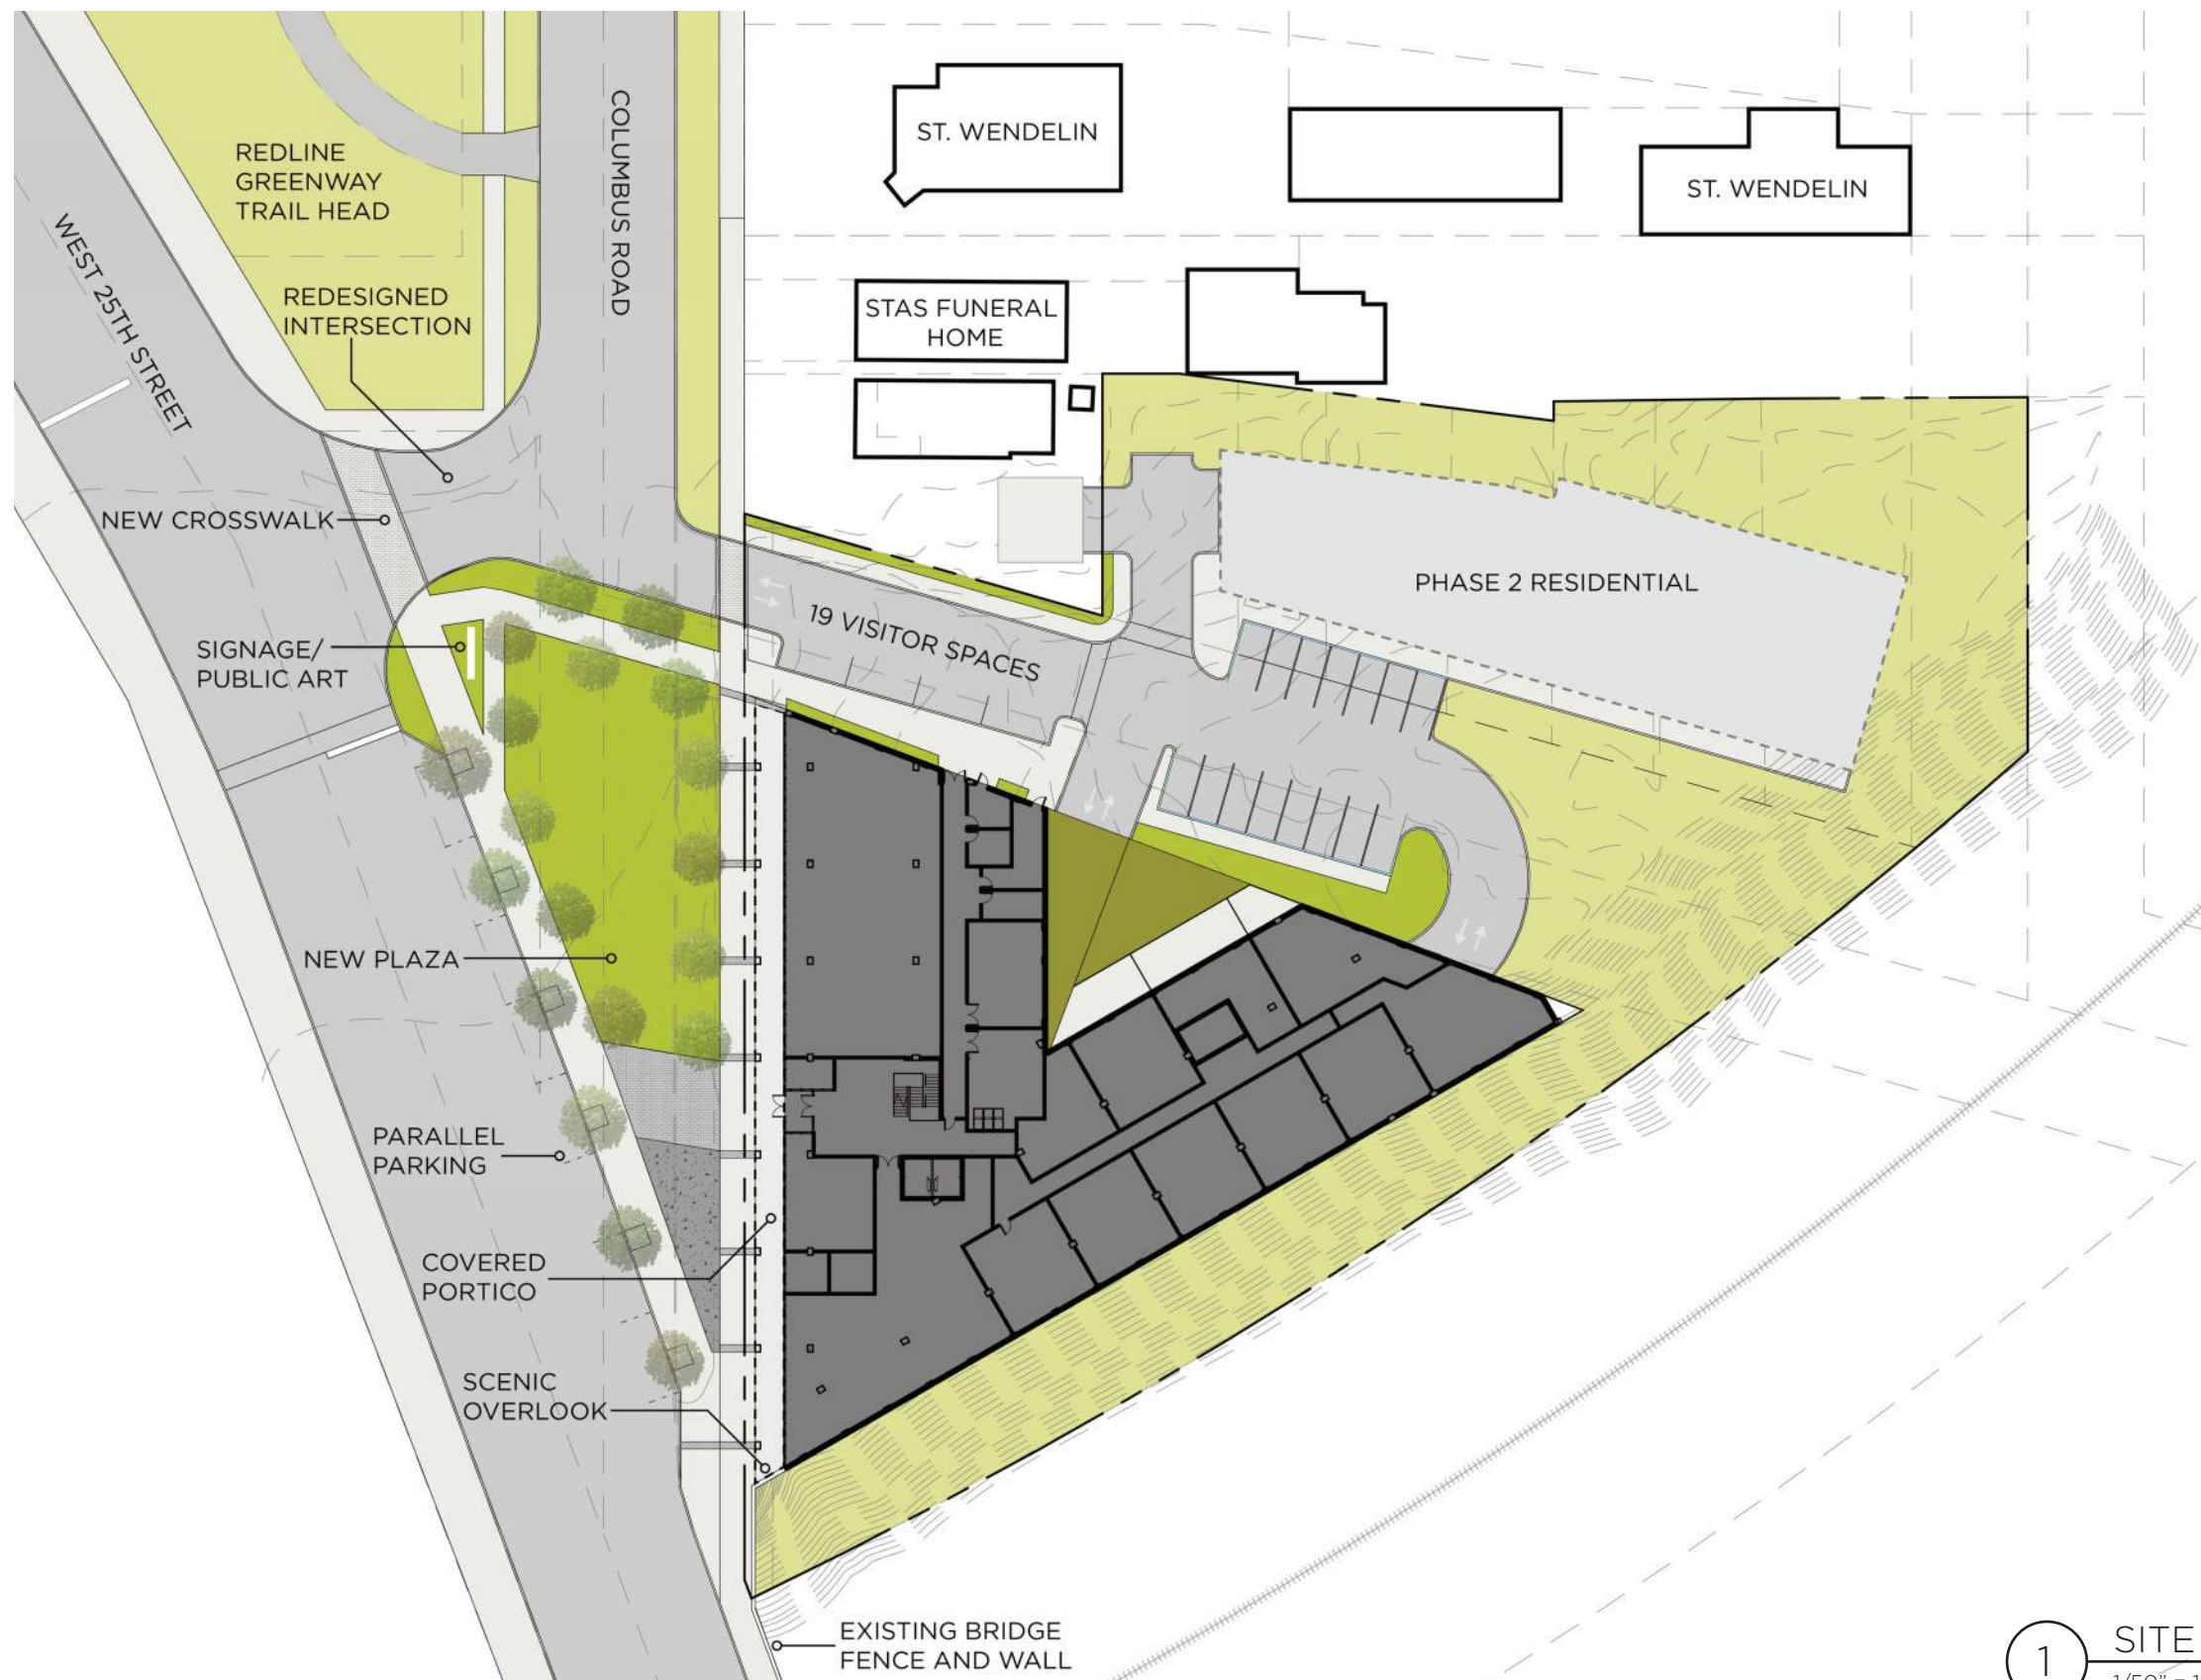 ST. WENDELIN
ST. WENDELIN
COLUMBUS ROAD
REDLINE
GREENWAY
TRAIL HEAD
WEST 25TH STREET
REDESIGNED
INTERSECTION
STAS FUNERAL
HOME
NEW CROSSWALK
PHASE 2 RESIDENTIAL
19 VISITOR SPACES
SIGNAGE/
PUBLIC ART
NEW PLAZA
PARALLEL
PARKING
COVERED
PORTICO
SCENIC
OVERLOOK
EXISTING BRIDGE
FENCE AND WALL
1
SITE